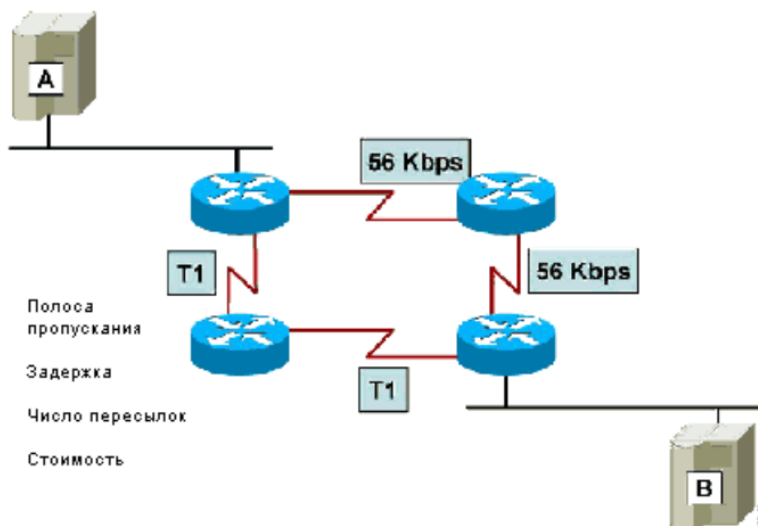 A
56 Kbps
T1
56 Kbps
Полоса
пропускания
Задержка
T1
Число пересылок
Стоимость
B